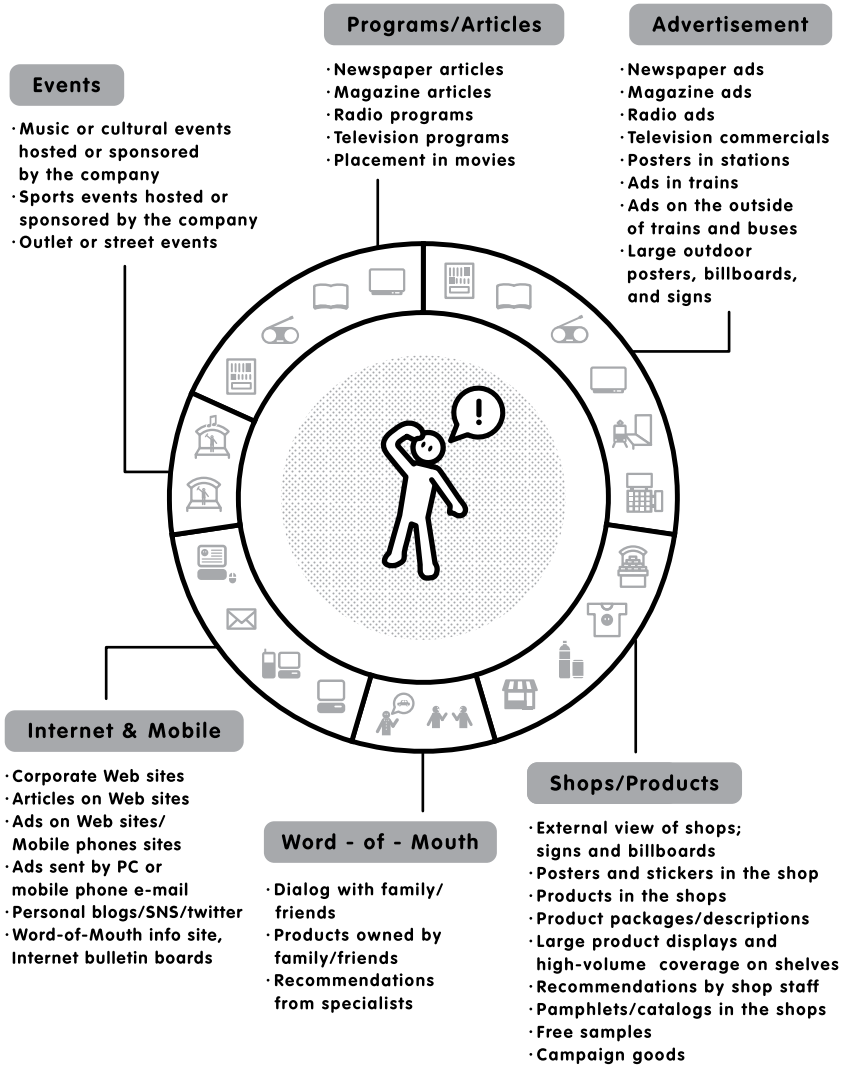 Programs/Articles
·Newspaper articles
·Magazine articles
·Radio programs
·Television programs
·Placement in movies
Advertisement
·Newspaper ads
·Magazine ads
·Radio ads
·Television commercials
·Posters in stations
·Ads in trains
·Ads on the outside
of trains and buses
·Large outdoor
posters, billboards,
and signs
Events
·Music or cultural events
hosted or sponsored
by the company
·Sports events hosted or
sponsored by the company
·Outlet or street events
!
Internet & Mobile
·Corporate Web sites
·Articles on Web sites
·Ads on Web sites/
Mobile phones sites
·Ads sent by PC or
mobile phone e-mail
·Personal blogs/SNS/twitter
·Word-of-Mouth info site,
Internet bulletin boards
Word - of - Mouth
·Dialog with family/
friends
·Products owned by
family/friends
·Recommendations
from specialists
Shops/Products
·External view of shops;
signs and billboards
·Posters and stickers in the shop
·Products in the shops
·Product packages/descriptions
·Large product displays and
high-volume coverage on shelves
·Recommendations by shop staff
·Pamphlets/catalogs in the shops
·Free samples
·Campaign goods